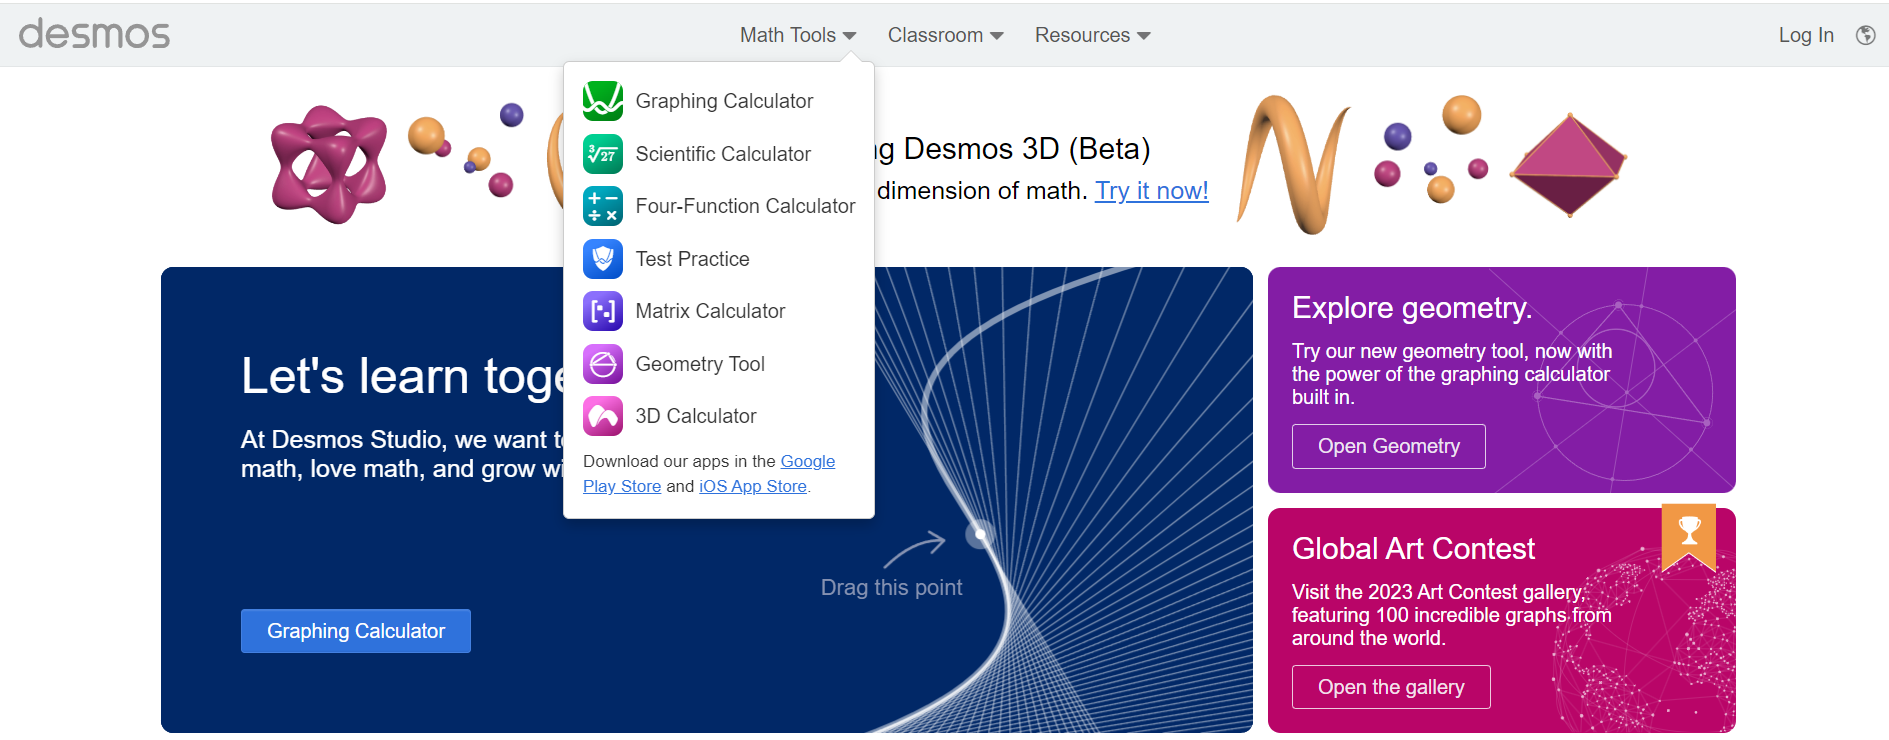 desmos
Math Tools
Classroom
Resources
Log In
Graphing Calculator
3√27
Scientific Calculator
+ −
÷ ×
Four-Function Calculator
Test Practice
Matrix Calculator
Geometry Tool
3D Calculator
Download our apps in the Google
Play Store and iOS App Store.
Desmos 3D (Beta)
dimension of math. Try it now!
Let's learn
At Desmos Studio, we want
math, love math, and grow
Drag this point
Graphing Calculator
Explore geometry.
Try our new geometry tool, now with
the power of the graphing calculator
built in.
Open Geometry
Global Art Contest
Visit the 2023 Art Contest gallery,
featuring 100 incredible graphs from
around the world.
Open the gallery